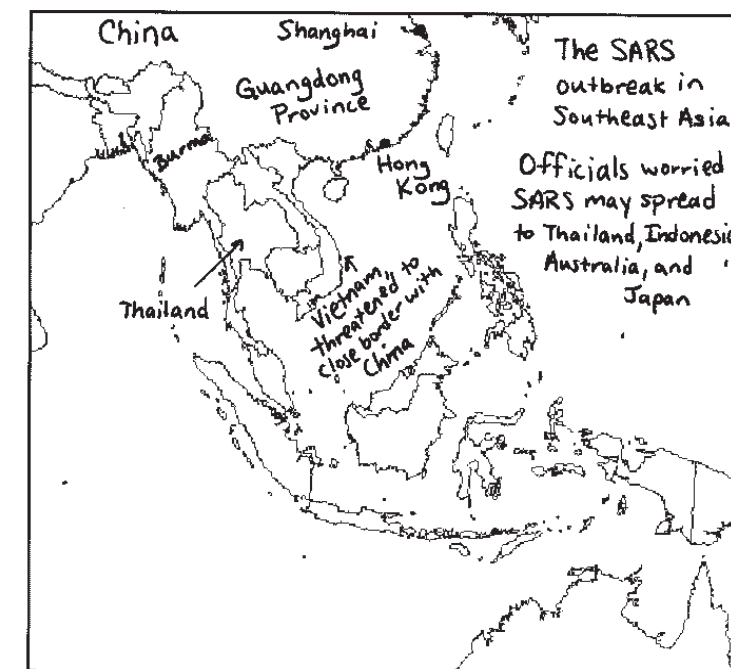 China
Shanghai
Guangdong
Province
The SARS
outbreak in
Southeast Asia
Burma
Hong
Kong
Officials worried
SARS may spread
to Thailand, Indonesia
Australia, and
Japan
Thailand
Vietnam,,
threatened to
close border with
China